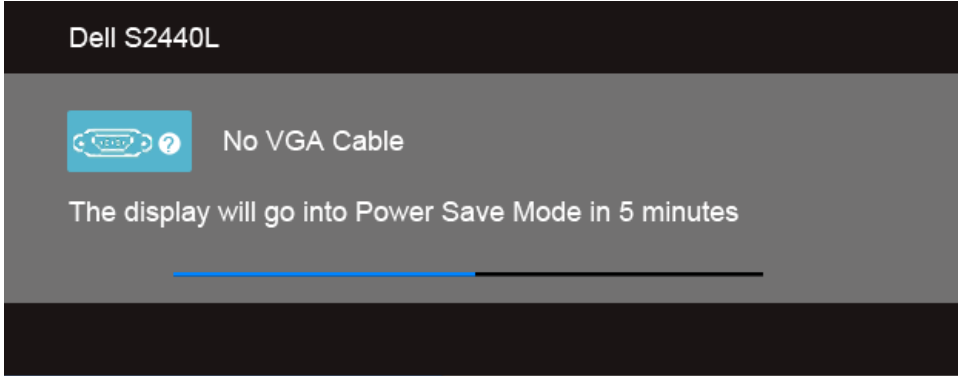 Dell S2440L
No VGA Cable
The display will go into Power Save Mode in 5 minutes